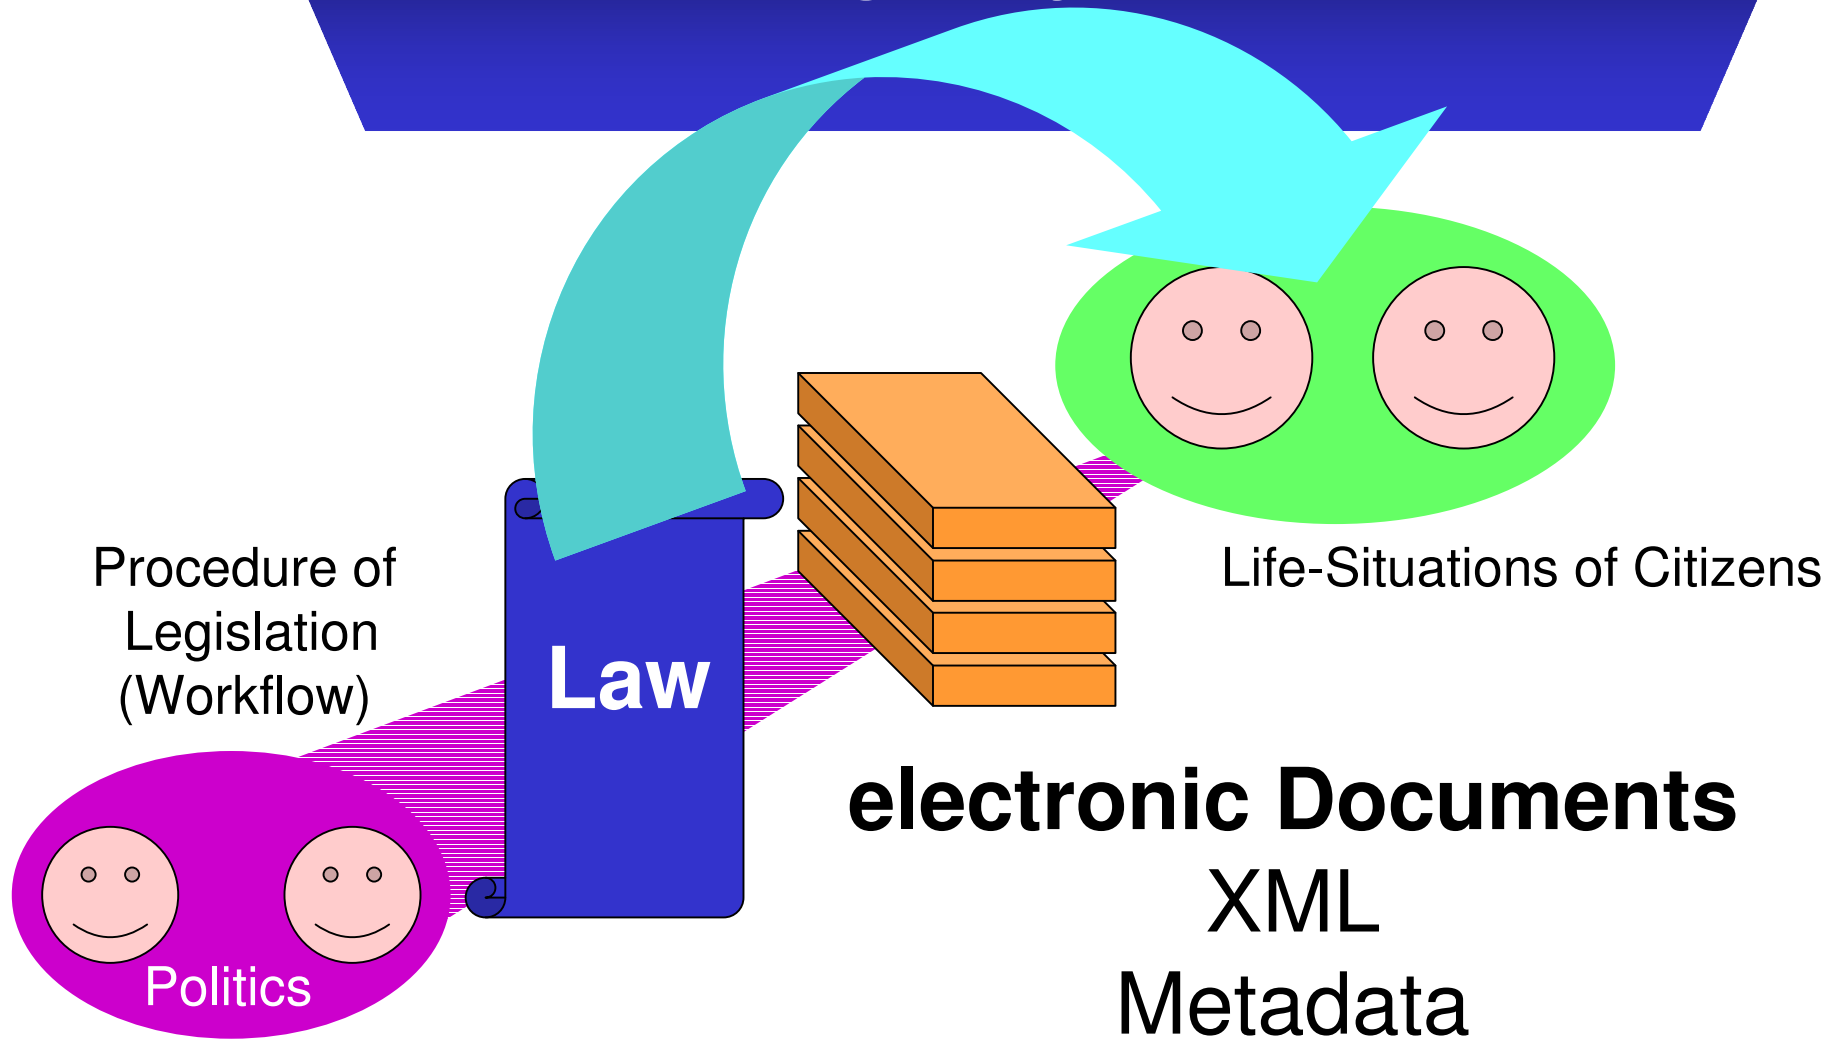 Procedure of
Legislation
(Workflow)
Life-Situations of Citizens
Law
electronic Documents
XML
Metadata
Politics